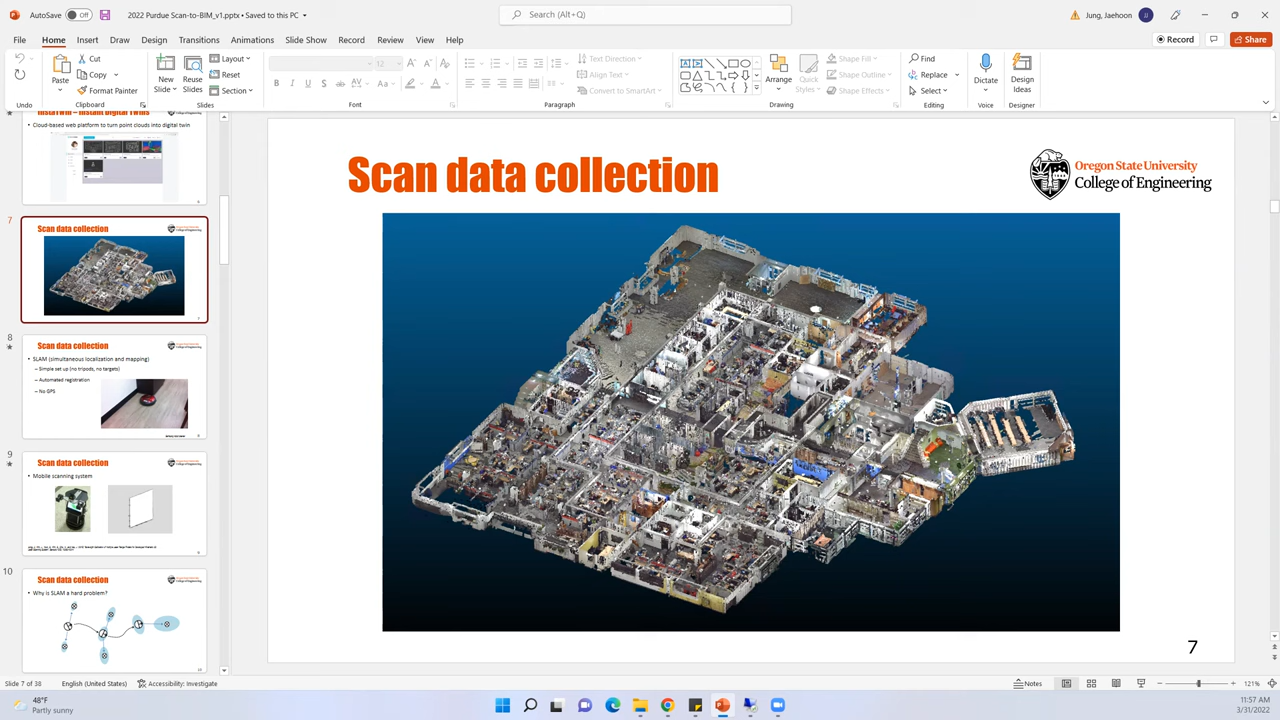 AutoSave Off 2022 Purdue Scan-to-BIM_v1.pptx • Saved to this PC
Search (Alt+Q)
Jung, Jaehoon JJ
File Home Insert Draw Design Transitions Animations Slide Show Record Review View Help
Record Share
Paste
Cut
Copy
Format Painter
New Slides
Reuse Slides
Layout
Reset
Section
12
Text Direction
Align Text
Convert to SmartArt
Arrange
Quick Styles
Shape Fill
Shape Outline
Shape Effects
Find
Replace
Select
Dictate
Design Ideas
Undo Clipboard Slides Font Paragraph Drawing Editing Voice Designer
InstaTwin – Instant Digital Twins
• Cloud-based web platform to turn point clouds into digital twin
7
Scan data collection
8
Scan data collection
• SLAM (simultaneous localization and mapping)
– Simple set up (no tripods, no targets)
– Automated registration
– No GPS
9
Scan data collection
• Mobile scanning system
10
Scan data collection
• Why is SLAM a hard problem?
Scan data collection
Oregon State University
College of Engineering
7
Slide 7 of 38 English (United States) Accessibility: Investigate
Notes 121%
48°F
Partly sunny
11:57 AM
3/31/2022